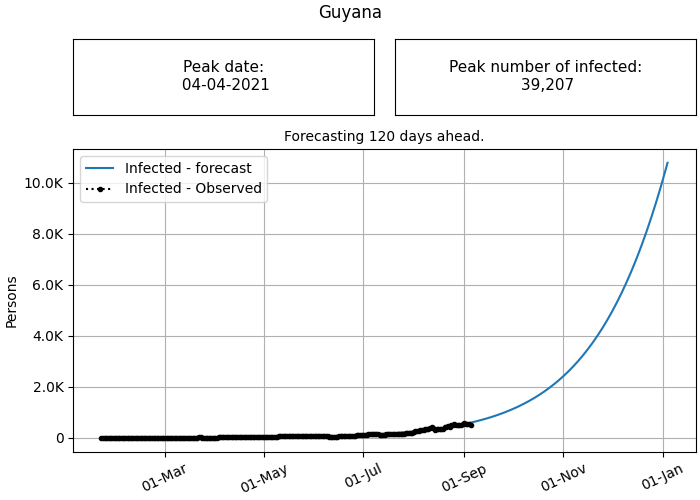 Guyana
Peak date:
04-04-2021
Peak number of infected:
39,207
Forecasting 120 days ahead.
Infected - forecast
Infected - Observed
Persons
10.0K
8.0K
6.0K
4.0K
2.0K
0
01-Mar
01-May
01-Jul
01-Sep
01-Nov
01-Jan